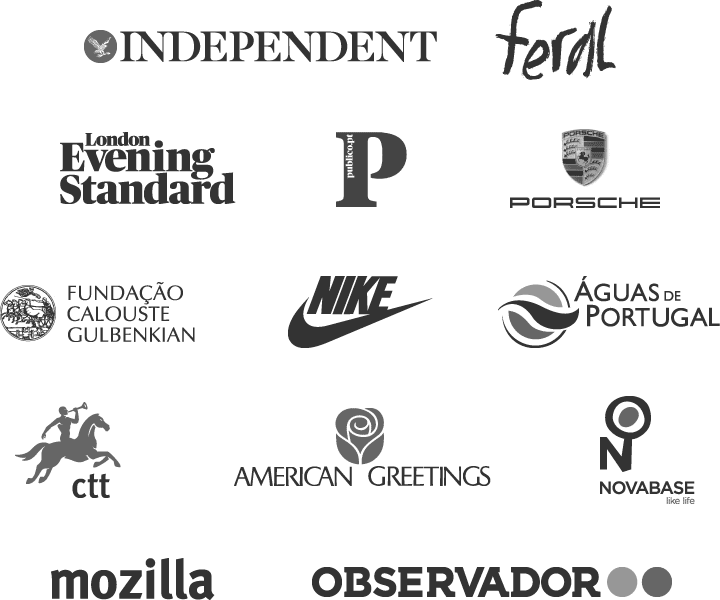 INDEPENDENT
feral
London
Evening
Standard
publico.pt
P
PORSCHE
PORSCHE
FUNDAÇÃO
CALOUSTE
GULBENKIAN
NIKE
ÁGUAS DE
PORTUGAL
ctt
AMERICAN GREETINGS
N
NOVABASE
like life
mozilla
OBSERVADOR